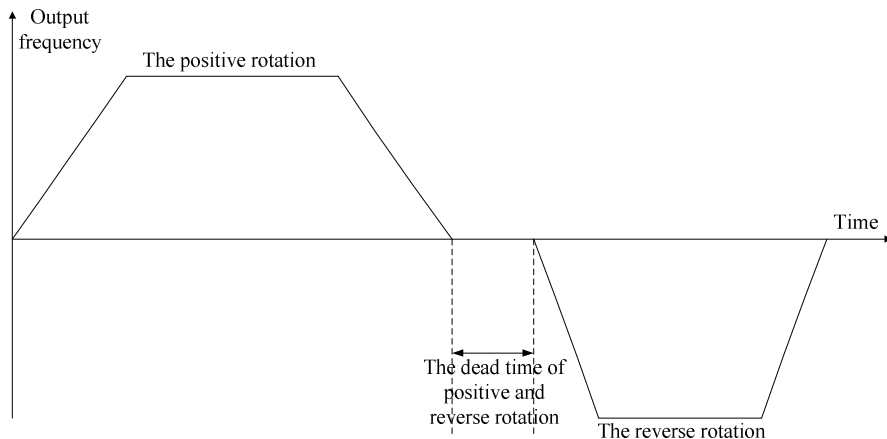 Output
frequency
The positive rotation
Time
The dead time of
positive and
reverse rotation
The reverse rotation